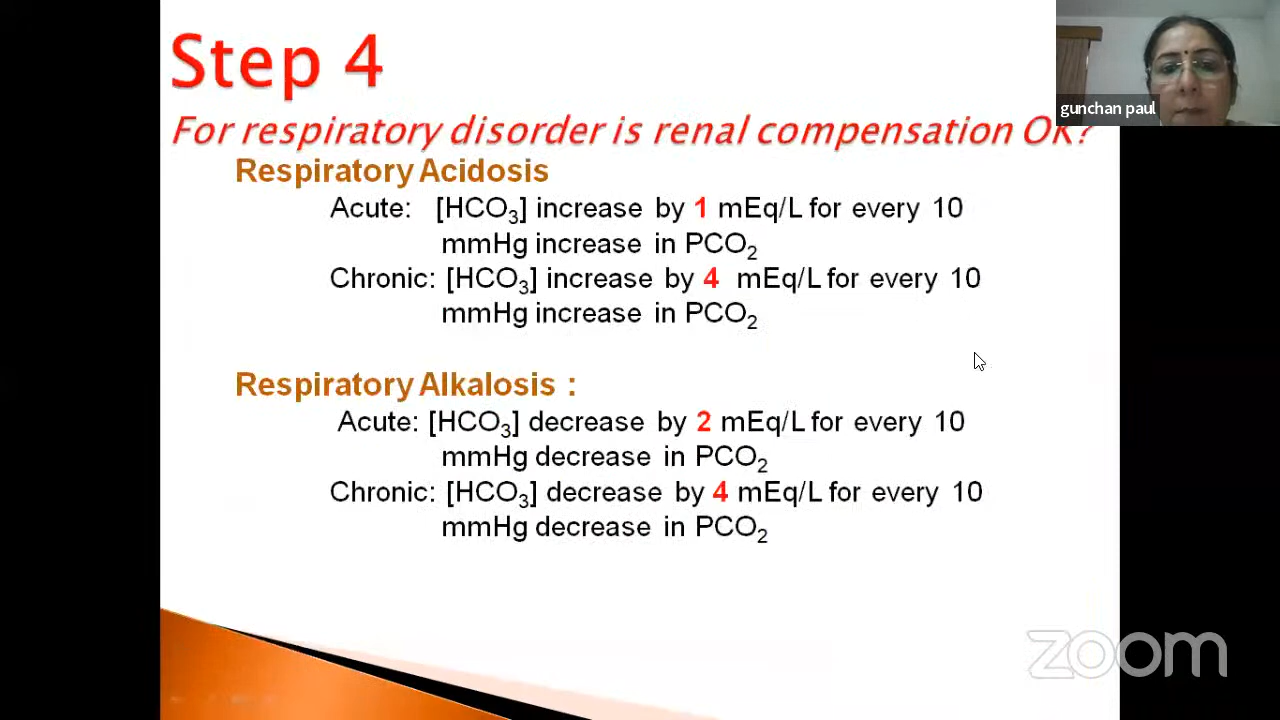 Step 4
gunchan paul
For respiratory disorder is renal compensation OK?
Respiratory Acidosis
Acute: [HCO₃] increase by 1 mEq/L for every 10
mmHg increase in PCO₂
Chronic: [HCO₃] increase by 4 mEq/L for every 10
mmHg increase in PCO₂
Respiratory Alkalosis :
Acute: [HCO₃] decrease by 2 mEq/L for every 10
mmHg decrease in PCO₂
Chronic: [HCO₃] decrease by 4 mEq/L for every 10
mmHg decrease in PCO₂
zoom